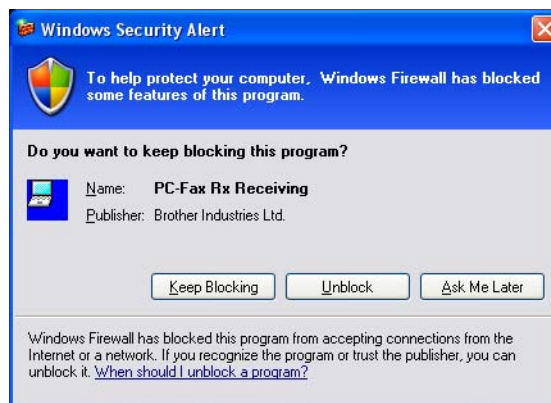 Windows Security Alert
To help protect your computer, Windows Firewall has blocked
some features of this program.
Do you want to keep blocking this program?
Name: PC-Fax Rx Receiving
Publisher: Brother Industries Ltd.
Keep Blocking Unblock Ask Me Later
Windows Firewall has blocked this program from accepting connections from the
Internet or a network. If you recognize the program or trust the publisher, you can
unblock it. When should I unblock a program?